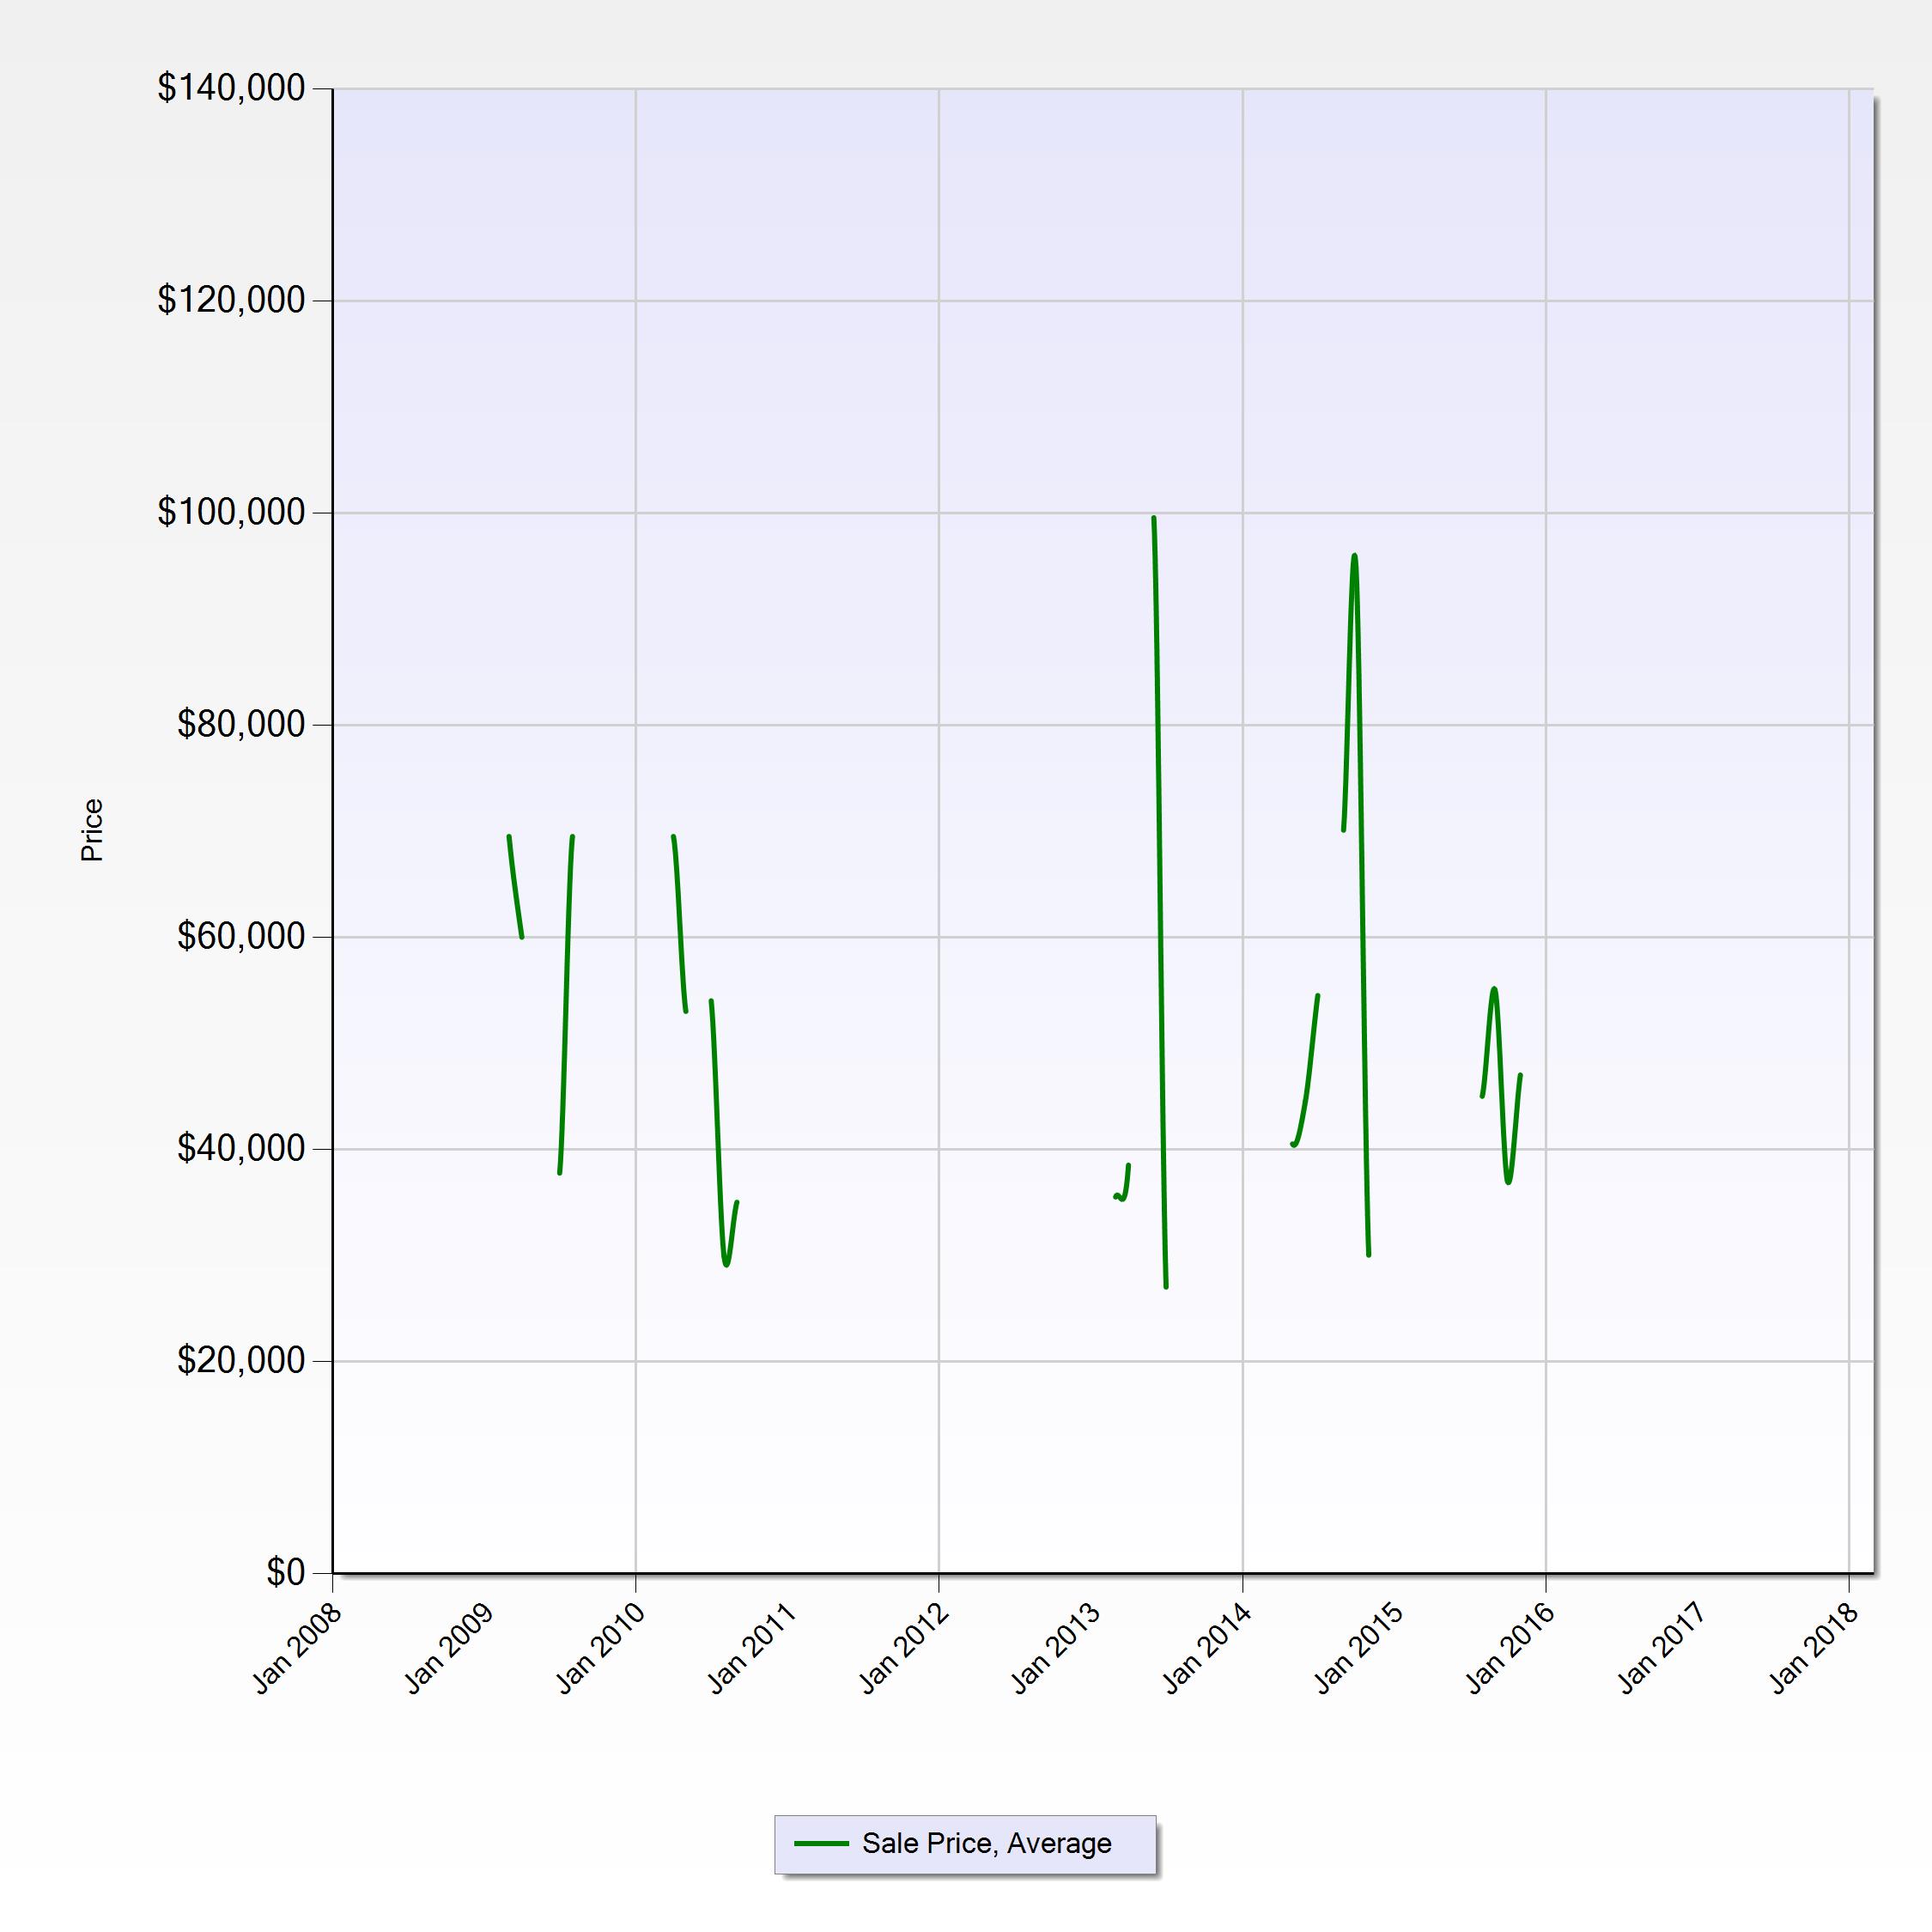 $140,000
$120,000
$100,000
$80,000
Price
$60,000
$40,000
$20,000
$0
Jan 2008
Jan 2009
Jan 2010
Jan 2011
Jan 2012
Jan 2013
Jan 2014
Jan 2015
Jan 2016
Jan 2017
Jan 2018
Sale Price, Average